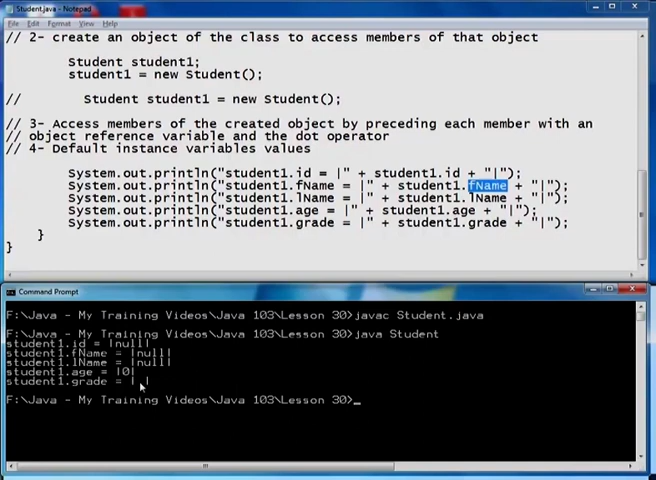 Student.java - Notepad
File Edit Format View Help
// 2- create an object of the class to access members of that object
Student student1;
student1 = new Student();
// Student student1 = new Student();
// 3- Access members of the created object by preceding each member with an
// object reference variable and the dot operator
// 4- Default instance variables values
System.out.println("student1.id = |" + student1.id + "|");
System.out.println("student1.fName = |" + student1.fName + "|");
System.out.println("student1.lName = |" + student1.lName + "|");
System.out.println("student1.age = |" + student1.age + "|");
System.out.println("student1.grade = |" + student1.grade + "|");
}
}
Command Prompt
F:\Java - My Training Videos\Java 103\Lesson 30>javac Student.java
F:\Java - My Training Videos\Java 103\Lesson 30>java Student
student1.id = |null|
student1.fName = |null|
student1.lName = |null|
student1.age = |0|
student1.grade = | |
F:\Java - My Training Videos\Java 103\Lesson 30>_